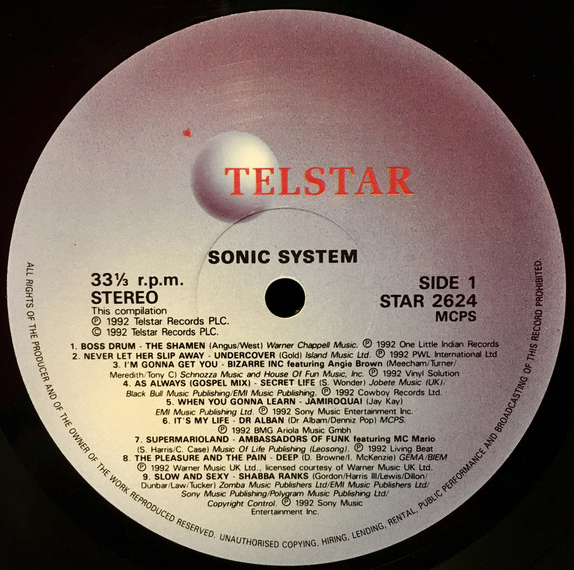 TELSTAR
SONIC SYSTEM
33⅓ r.p.m.
STEREO
This compilation
℗ 1992 Telstar Records PLC.
© 1992 Telstar Records PLC.
SIDE 1
STAR 2624
MCPS
1. BOSS DRUM - THE SHAMEN (Angus/West) Warner Chappell Music. ℗ 1992 One Little Indian Records
2. NEVER LET HER SLIP AWAY - UNDERCOVER (Gold) Island Music Ltd. ℗ 1992 PWL International Ltd
3. I'M GONNA GET YOU - BIZARRE INC featuring Angie Brown (Meecham/Turner/
Meredith/Toney C) Schnozza Music and House Of Fun Music, Inc. ℗ 1992 Vinyl Solution
4. AS ALWAYS (GOSPEL MIX) - SECRET LIFE (S. Wonder) Jobete Music (UK)/
Black Bull Music Publishing/EMI Music Publishing. ℗ 1992 Cowboy Records Ltd.
5. WHEN YOU GONNA LEARN - JAMIROQUAI (Jay Kay)
EMI Music Publishing Ltd. ℗ 1992 Sony Music Entertainment Inc.
6. IT'S MY LIFE - DR ALBAN (Dr Alban/Denniz Pop) MCPS.
℗ 1992 BMG Ariola Music Gmbh
7. SUPERMARIOLAND - AMBASSADORS OF FUNK featuring MC Mario
(S. Harris/C. Case) Music Of Life Publishing (Leosong). ℗ 1992 Living Beat
8. THE PLEASURE AND THE PAIN - DEEP (D. Browne/I. McKenzie) GEMA/BIEM
℗ 1992 Warner Music UK Ltd., licensed courtesy of Warner Music UK Ltd.
9. SLOW AND SEXY - SHABBA RANKS (Gordon/Harris III/Lewis/Dillon/
Dunbar/Law/Tucker) Zomba Music Publishers Ltd/EMI Music Publishers Ltd/
Sony Music Publishing/Polygram Music Publishing Ltd/
Copyright Control. ℗ 1992 Sony Music
Entertainment Inc.
ALL RIGHTS OF THE PRODUCER AND OF THE OWNER OF THE WORK REPRODUCED RESERVED. UNAUTHORISED COPYING, HIRING, LENDING, RENTAL, PUBLIC PERFORMANCE AND BROADCASTING OF THIS RECORD PROHIBITED.